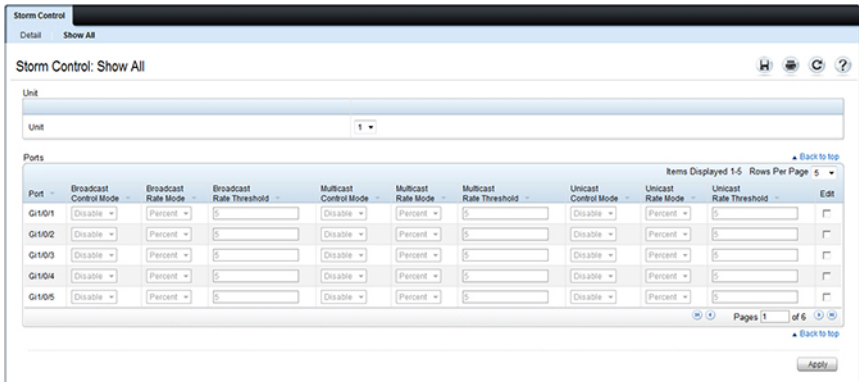 Storm Control
Detail Show All
Storm Control: Show All
?
Unit
Unit 1
Ports Back to top
Items Displayed 1-5 Rows Per Page 5
Port Broadcast Control Mode Broadcast Rate Mode Broadcast Rate Threshold Multicast Control Mode Multicast Rate Mode Multicast Rate Threshold Unicast Control Mode Unicast Rate Mode Unicast Rate Threshold Edit
Gi1/0/1 Disable Percent 5 Disable Percent 5 Disable Percent 5
Gi1/0/2 Disable Percent 5 Disable Percent 5 Disable Percent 5
Gi1/0/3 Disable Percent 5 Disable Percent 5 Disable Percent 5
Gi1/0/4 Disable Percent 5 Disable Percent 5 Disable Percent 5
Gi1/0/5 Disable Percent 5 Disable Percent 5 Disable Percent 5
Pages 1 of 6
Back to top
Apply